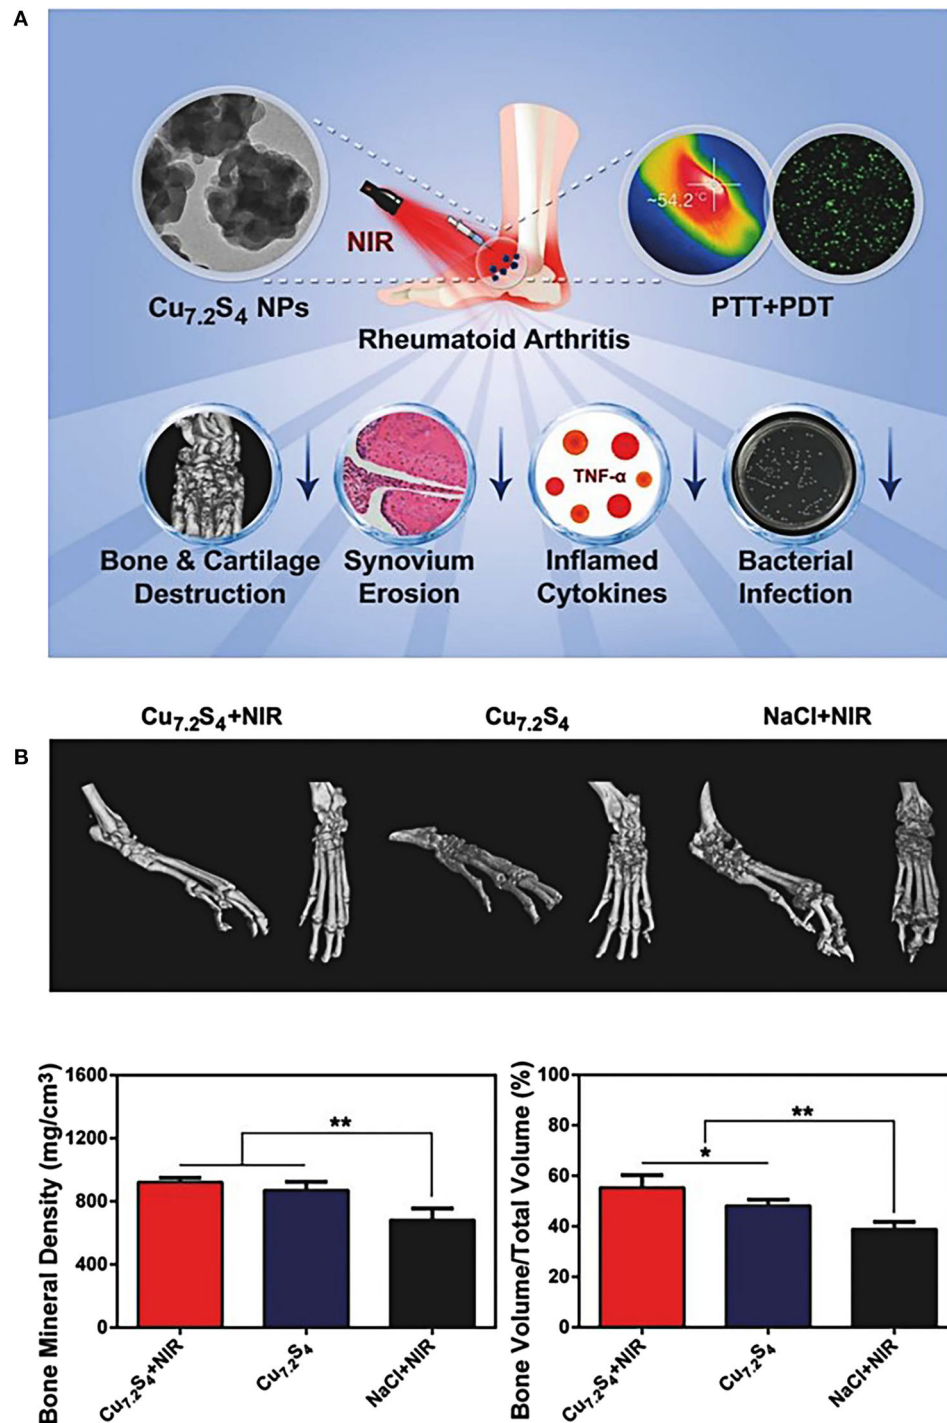 A
~54.2°C
NIR
Cu7.2S4 NPs
PTT+PDT
Rheumatoid Arthritis
TNF-α
Bone & Cartilage
Destruction
Synovium
Erosion
Inflamed
Cytokines
Bacterial
Infection
B
Cu7.2S4+NIR
Cu7.2S4
NaCl+NIR
Bone Mineral Density (mg/cm³)
1600
1200
800
400
0
**
Cu7.2S4+NIR
Cu7.2S4
NaCl+NIR
Bone Volume/Total Volume (%)
100
80
60
40
20
0
*
**
Cu7.2S4+NIR
Cu7.2S4
NaCl+NIR